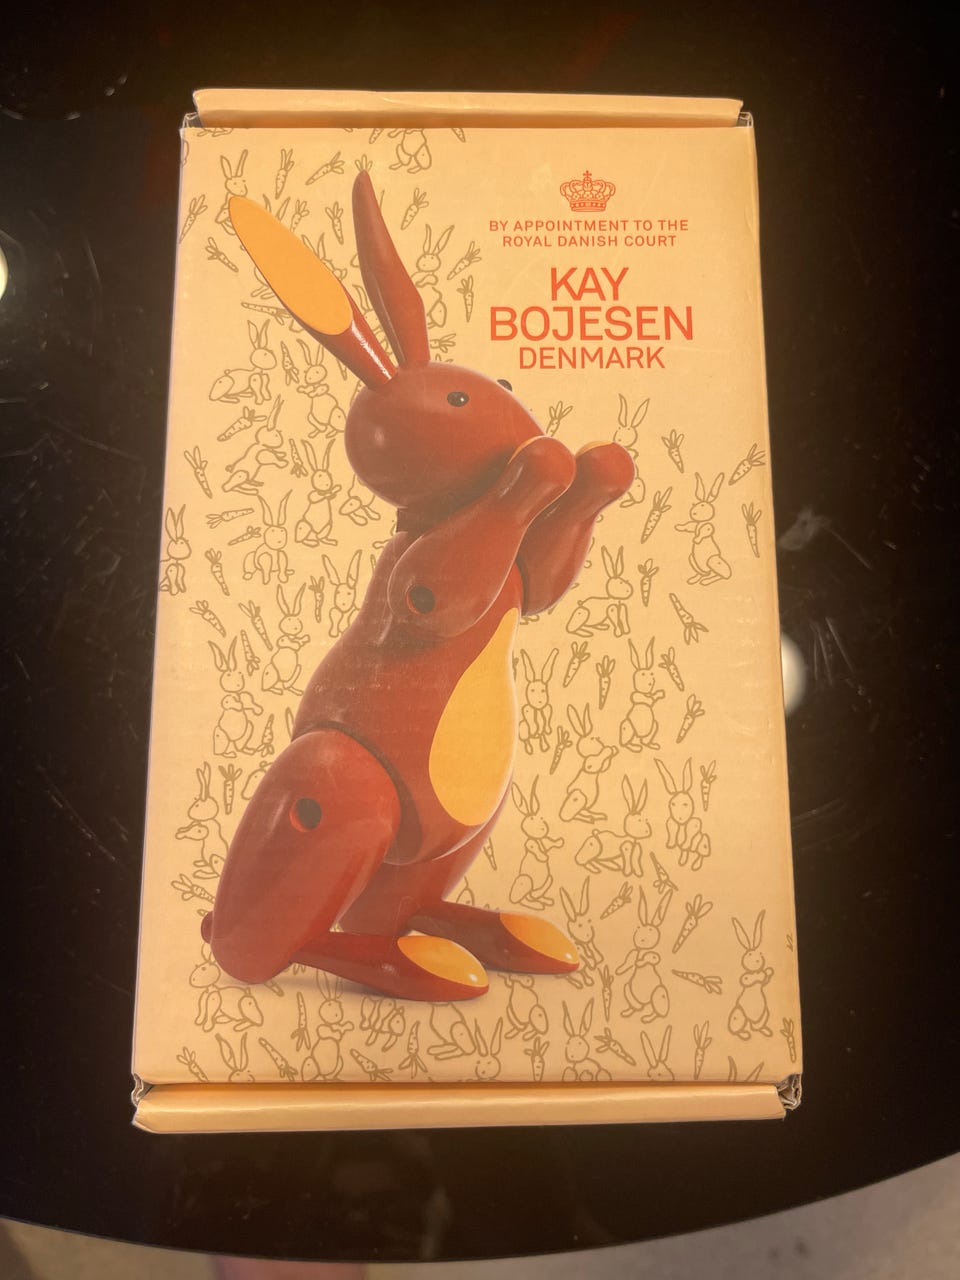 BY APPOINTMENT TO THE
ROYAL DANISH COURT
KAY
BOJESEN
DENMARK